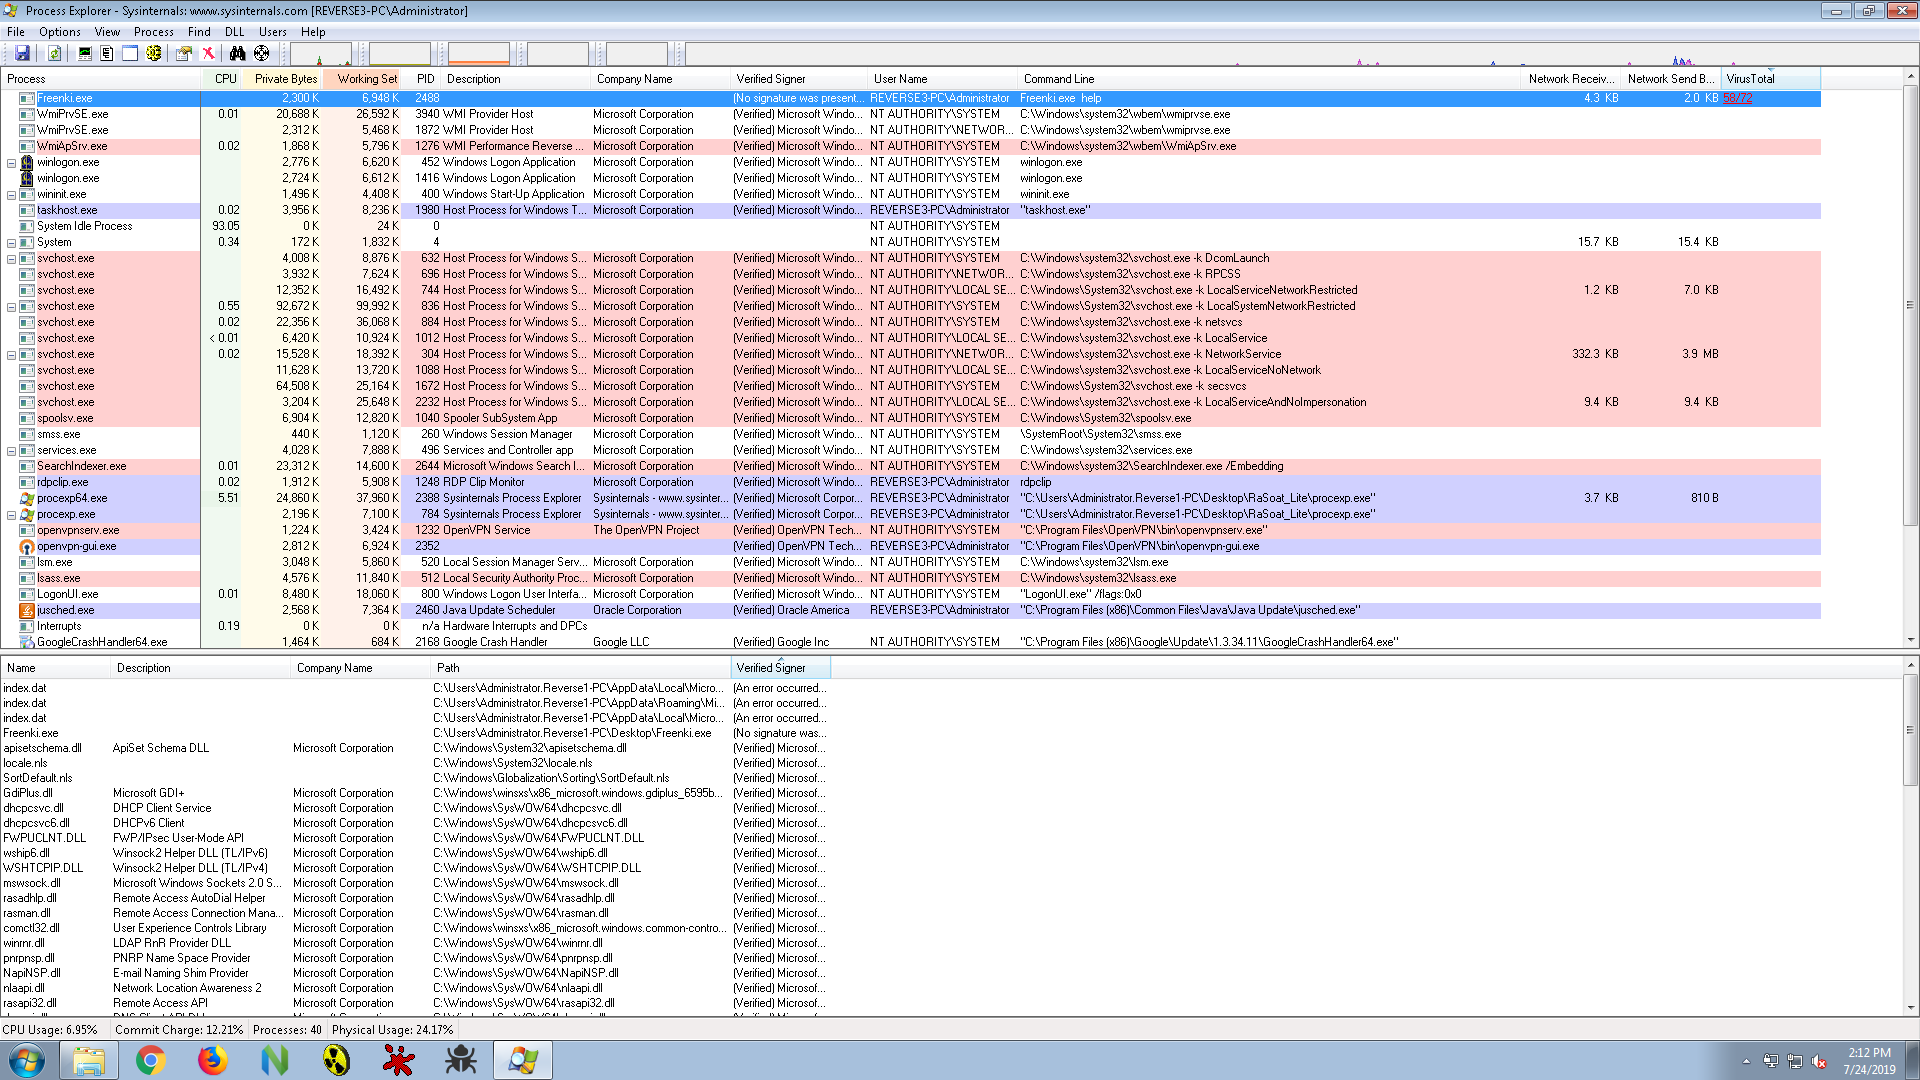 Process Explorer - Sysinternals: www.sysinternals.com [REVERSE3-PC\Administrator]
File Options View Process Find DLL Users Help
Process CPU Private Bytes Working Set PID Description Company Name Verified Signer User Name Command Line Network Receiv... Network Send B... VirusTotal
Freenki.exe 2,300 K 6,948 K 2488 (No signature was present... REVERSE3-PC\Administrator Freenki.exe help 4.3 KB 2.0 KB 58/72
WmiPrvSE.exe 0.01 20,688 K 26,592 K 3940 WMI Provider Host Microsoft Corporation (Verified) Microsoft Windo... NT AUTHORITY\SYSTEM C:\Windows\system32\wbem\wmiprvse.exe
WmiPrvSE.exe 2,312 K 5,468 K 1872 WMI Provider Host Microsoft Corporation (Verified) Microsoft Windo... NT AUTHORITY\NETWOR... C:\Windows\system32\wbem\wmiprvse.exe
WmiApSrv.exe 0.02 1,868 K 5,796 K 1276 WMI Performance Reverse ... Microsoft Corporation (Verified) Microsoft Windo... NT AUTHORITY\SYSTEM C:\Windows\system32\wbem\WmiApSrv.exe
winlogon.exe 2,776 K 6,620 K 452 Windows Logon Application Microsoft Corporation (Verified) Microsoft Windo... NT AUTHORITY\SYSTEM winlogon.exe
winlogon.exe 2,724 K 6,612 K 1416 Windows Logon Application Microsoft Corporation (Verified) Microsoft Windo... NT AUTHORITY\SYSTEM winlogon.exe
wininit.exe 1,496 K 4,408 K 400 Windows Start-Up Application Microsoft Corporation (Verified) Microsoft Windo... NT AUTHORITY\SYSTEM wininit.exe
taskhost.exe 0.02 3,956 K 8,236 K 1980 Host Process for Windows T... Microsoft Corporation (Verified) Microsoft Windo... REVERSE3-PC\Administrator "taskhost.exe"
System Idle Process 93.05 0 K 24 K 0 NT AUTHORITY\SYSTEM
System 0.34 172 K 1,832 K 4 NT AUTHORITY\SYSTEM 15.7 KB 15.4 KB
svchost.exe 4,008 K 8,876 K 632 Host Process for Windows S... Microsoft Corporation (Verified) Microsoft Windo... NT AUTHORITY\SYSTEM C:\Windows\system32\svchost.exe -k DcomLaunch
svchost.exe 3,932 K 7,624 K 696 Host Process for Windows S... Microsoft Corporation (Verified) Microsoft Windo... NT AUTHORITY\NETWOR... C:\Windows\system32\svchost.exe -k RPCSS
svchost.exe 12,352 K 16,492 K 744 Host Process for Windows S... Microsoft Corporation (Verified) Microsoft Windo... NT AUTHORITY\LOCAL SE... C:\Windows\System32\svchost.exe -k LocalServiceNetworkRestricted 1.2 KB 7.0 KB
svchost.exe 0.55 92,672 K 99,992 K 836 Host Process for Windows S... Microsoft Corporation (Verified) Microsoft Windo... NT AUTHORITY\SYSTEM C:\Windows\System32\svchost.exe -k LocalSystemNetworkRestricted
svchost.exe 0.02 22,356 K 36,068 K 884 Host Process for Windows S... Microsoft Corporation (Verified) Microsoft Windo... NT AUTHORITY\SYSTEM C:\Windows\system32\svchost.exe -k netsvcs
svchost.exe < 0.01 6,420 K 10,924 K 1012 Host Process for Windows S... Microsoft Corporation (Verified) Microsoft Windo... NT AUTHORITY\LOCAL SE... C:\Windows\system32\svchost.exe -k LocalService
svchost.exe 0.02 15,528 K 18,392 K 304 Host Process for Windows S... Microsoft Corporation (Verified) Microsoft Windo... NT AUTHORITY\NETWOR... C:\Windows\system32\svchost.exe -k NetworkService 332.3 KB 3.9 MB
svchost.exe 11,628 K 13,720 K 1088 Host Process for Windows S... Microsoft Corporation (Verified) Microsoft Windo... NT AUTHORITY\LOCAL SE... C:\Windows\system32\svchost.exe -k LocalServiceNoNetwork
svchost.exe 64,508 K 25,164 K 1672 Host Process for Windows S... Microsoft Corporation (Verified) Microsoft Windo... NT AUTHORITY\SYSTEM C:\Windows\System32\svchost.exe -k secsvcs
svchost.exe 3,204 K 25,648 K 2232 Host Process for Windows S... Microsoft Corporation (Verified) Microsoft Windo... NT AUTHORITY\LOCAL SE... C:\Windows\system32\svchost.exe -k LocalServiceAndNoImpersonation 9.4 KB 9.4 KB
spoolsv.exe 6,904 K 12,820 K 1040 Spooler SubSystem App Microsoft Corporation (Verified) Microsoft Windo... NT AUTHORITY\SYSTEM C:\Windows\System32\spoolsv.exe
smss.exe 440 K 1,120 K 260 Windows Session Manager Microsoft Corporation (Verified) Microsoft Windo... NT AUTHORITY\SYSTEM \SystemRoot\System32\smss.exe
services.exe 4,028 K 7,888 K 496 Services and Controller app Microsoft Corporation (Verified) Microsoft Windo... NT AUTHORITY\SYSTEM C:\Windows\system32\services.exe
SearchIndexer.exe 0.01 23,312 K 14,600 K 2644 Microsoft Windows Search I... Microsoft Corporation (Verified) Microsoft Windo... NT AUTHORITY\SYSTEM C:\Windows\system32\SearchIndexer.exe /Embedding
rdpclip.exe 0.02 1,912 K 5,908 K 1248 RDP Clip Monitor Microsoft Corporation (Verified) Microsoft Windo... REVERSE3-PC\Administrator rdpclip
procexp64.exe 5.51 24,860 K 37,960 K 2388 Sysinternals Process Explorer Sysinternals - www.sysinter... (Verified) Microsoft Corpor... REVERSE3-PC\Administrator "C:\Users\Administrator.Reverse1-PC\Desktop\RaSoat_Lite\procexp.exe" 3.7 KB 810 B
procexp.exe 2,196 K 7,100 K 784 Sysinternals Process Explorer Sysinternals - www.sysinter... (Verified) Microsoft Corpor... REVERSE3-PC\Administrator "C:\Users\Administrator.Reverse1-PC\Desktop\RaSoat_Lite\procexp.exe"
openvpnserv.exe 1,224 K 3,424 K 1232 OpenVPN Service The OpenVPN Project (Verified) OpenVPN Tech... NT AUTHORITY\SYSTEM "C:\Program Files\OpenVPN\bin\openvpnserv.exe"
openvpn-gui.exe 2,812 K 6,924 K 2352 (Verified) OpenVPN Tech... REVERSE3-PC\Administrator "C:\Program Files\OpenVPN\bin\openvpn-gui.exe
lsm.exe 3,048 K 5,860 K 520 Local Session Manager Serv... Microsoft Corporation (Verified) Microsoft Windo... NT AUTHORITY\SYSTEM C:\Windows\system32\lsm.exe
lsass.exe 4,576 K 11,840 K 512 Local Security Authority Proc... Microsoft Corporation (Verified) Microsoft Windo... NT AUTHORITY\SYSTEM C:\Windows\system32\lsass.exe
LogonUI.exe 0.01 8,480 K 18,060 K 800 Windows Logon User Interfa... Microsoft Corporation (Verified) Microsoft Windo... NT AUTHORITY\SYSTEM "LogonUI.exe" /flags:0x0
jusched.exe 2,568 K 7,364 K 2460 Java Update Scheduler Oracle Corporation (Verified) Oracle America REVERSE3-PC\Administrator "C:\Program Files (x86)\Common Files\Java\Java Update\jusched.exe"
Interrupts 0.19 0 K 0 K n/a Hardware Interrupts and DPCs
GoogleCrashHandler64.exe 1,464 K 684 K 2168 Google Crash Handler Google LLC (Verified) Google Inc NT AUTHORITY\SYSTEM "C:\Program Files (x86)\Google\Update\1.3.34.11\GoogleCrashHandler64.exe"
Name Description Company Name Path Verified Signer
index.dat C:\Users\Administrator.Reverse1-PC\AppData\Local\Micro... (An error occurred...
index.dat C:\Users\Administrator.Reverse1-PC\AppData\Roaming\Mi... (An error occurred...
index.dat C:\Users\Administrator.Reverse1-PC\AppData\Local\Micro... (An error occurred...
Freenki.exe C:\Users\Administrator.Reverse1-PC\Desktop\Freenki.exe (No signature was...
apisetschema.dll ApiSet Schema DLL Microsoft Corporation C:\Windows\System32\apisetschema.dll (Verified) Microsof...
locale.nls C:\Windows\System32\locale.nls (Verified) Microsof...
SortDefault.nls C:\Windows\Globalization\Sorting\SortDefault.nls (Verified) Microsof...
GdiPlus.dll Microsoft GDI+ Microsoft Corporation C:\Windows\winsxs\x86_microsoft.windows.gdiplus_6595b... (Verified) Microsof...
dhcpcsvc.dll DHCP Client Service Microsoft Corporation C:\Windows\SysWOW64\dhcpcsvc.dll (Verified) Microsof...
dhcpcsvc6.dll DHCPv6 Client Microsoft Corporation C:\Windows\SysWOW64\dhcpcsvc6.dll (Verified) Microsof...
FWPUCLNT.DLL FWP/IPsec User-Mode API Microsoft Corporation C:\Windows\SysWOW64\FWPUCLNT.DLL (Verified) Microsof...
wship6.dll Winsock2 Helper DLL (TL/IPv6) Microsoft Corporation C:\Windows\SysWOW64\wship6.dll (Verified) Microsof...
WSHTCPIP.DLL Winsock2 Helper DLL (TL/IPv4) Microsoft Corporation C:\Windows\SysWOW64\WSHTCPIP.DLL (Verified) Microsof...
mswsock.dll Microsoft Windows Sockets 2.0 S... Microsoft Corporation C:\Windows\SysWOW64\mswsock.dll (Verified) Microsof...
rasadhlp.dll Remote Access AutoDial Helper Microsoft Corporation C:\Windows\SysWOW64\rasadhlp.dll (Verified) Microsof...
rasman.dll Remote Access Connection Mana... Microsoft Corporation C:\Windows\SysWOW64\rasman.dll (Verified) Microsof...
comctl32.dll User Experience Controls Library Microsoft Corporation C:\Windows\winsxs\x86_microsoft.windows.common-contro... (Verified) Microsof...
winrnr.dll LDAP RnR Provider DLL Microsoft Corporation C:\Windows\SysWOW64\winrnr.dll (Verified) Microsof...
pnrpnsp.dll PNRP Name Space Provider Microsoft Corporation C:\Windows\SysWOW64\pnrpnsp.dll (Verified) Microsof...
NapiNSP.dll E-mail Naming Shim Provider Microsoft Corporation C:\Windows\SysWOW64\NapiNSP.dll (Verified) Microsof...
nlaapi.dll Network Location Awareness 2 Microsoft Corporation C:\Windows\SysWOW64\nlaapi.dll (Verified) Microsof...
rasapi32.dll Remote Access API Microsoft Corporation C:\Windows\SysWOW64\rasapi32.dll (Verified) Microsof...
CPU Usage: 6.95% Commit Charge: 12.21% Processes: 40 Physical Usage: 24.17%
2:12 PM
7/24/2019